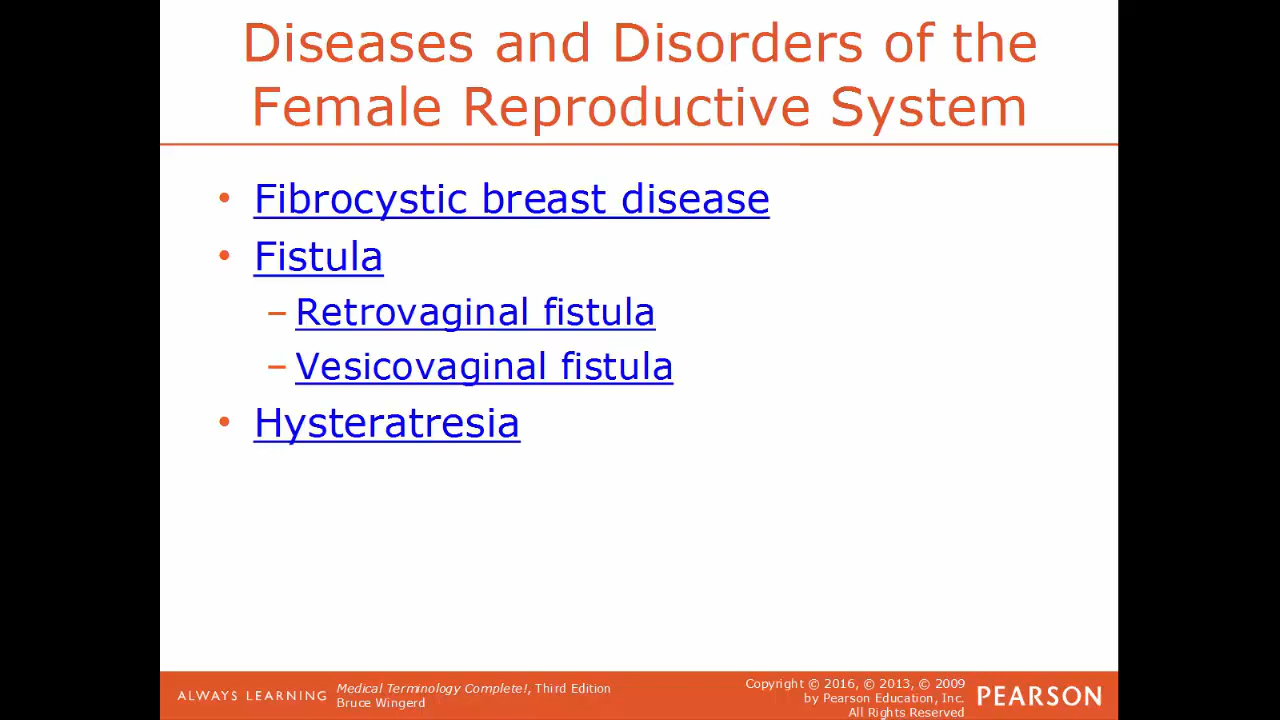 Diseases and Disorders of the
Female Reproductive System
• Fibrocystic breast disease
• Fistula
– Retrovaginal fistula
– Vesicovaginal fistula
• Hysteratresia
ALWAYS LEARNING
Medical Terminology Complete!, Third Edition
Bruce Wingerd
Copyright © 2016, © 2013, © 2009
by Pearson Education, Inc.
All Rights Reserved
PEARSON